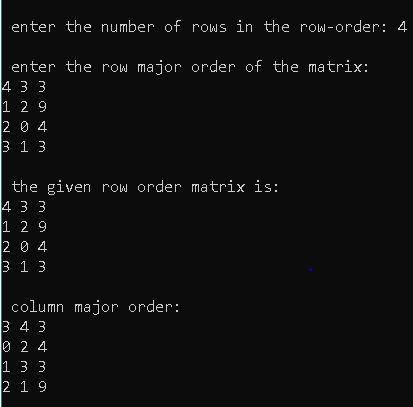 enter the number of rows in the row-order: 4
enter the row major order of the matrix:
4 3 3
1 2 9
2 0 4
3 1 3
the given row order matrix is:
4 3 3
1 2 9
2 0 4
3 1 3
column major order:
3 4 3
0 2 4
1 3 3
2 1 9